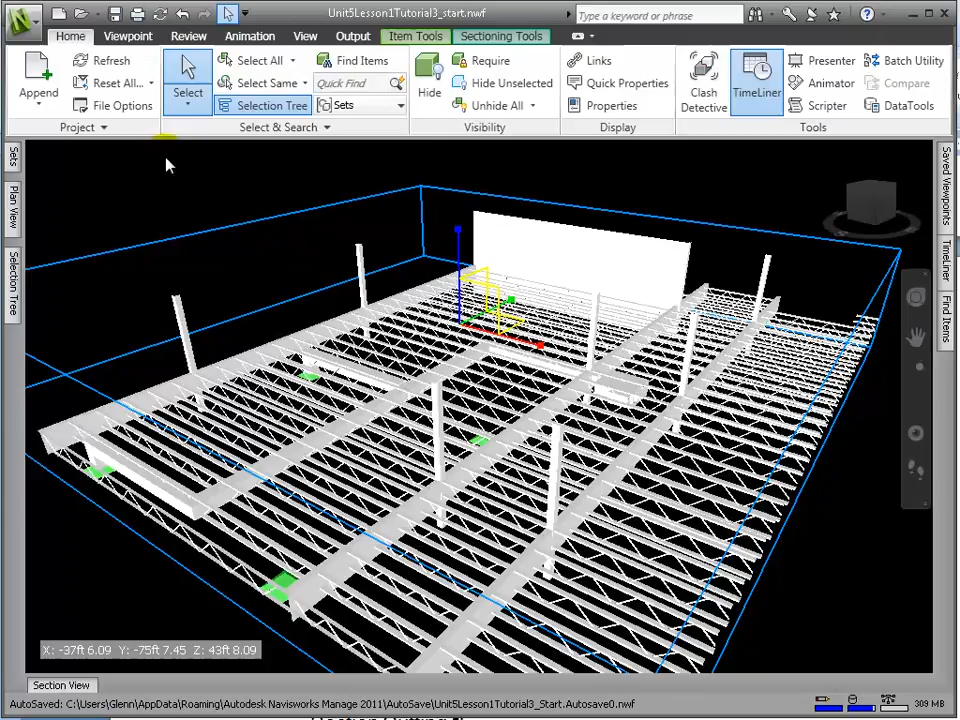 Unit5Lesson1Tutorial3_start.nwf
Type a keyword or phrase
Home Viewpoint Review Animation View Output Item Tools Sectioning Tools
Append
Refresh
Reset All...
File Options
Project
Select
Select All
Select Same
Selection Tree
Find Items
Quick Find
Sets
Select & Search
Hide
Require
Hide Unselected
Unhide All
Visibility
Links
Quick Properties
Properties
Display
Clash
Detective
TimeLiner
Presenter
Animator
Scripter
Batch Utility
Compare
DataTools
Tools
Sets
Plan View
Selection Tree
Saved Viewpoints
TimeLiner
Find Items
X: -37ft 6.09 Y: -75ft 7.45 Z: 43ft 8.09
Section View
AutoSaved: C:\Users\Glenn\AppData\Roaming\Autodesk Navisworks Manage 2011\AutoSave\Unit5Lesson1Tutorial3_Start.Autosave0.nwf
309 MB